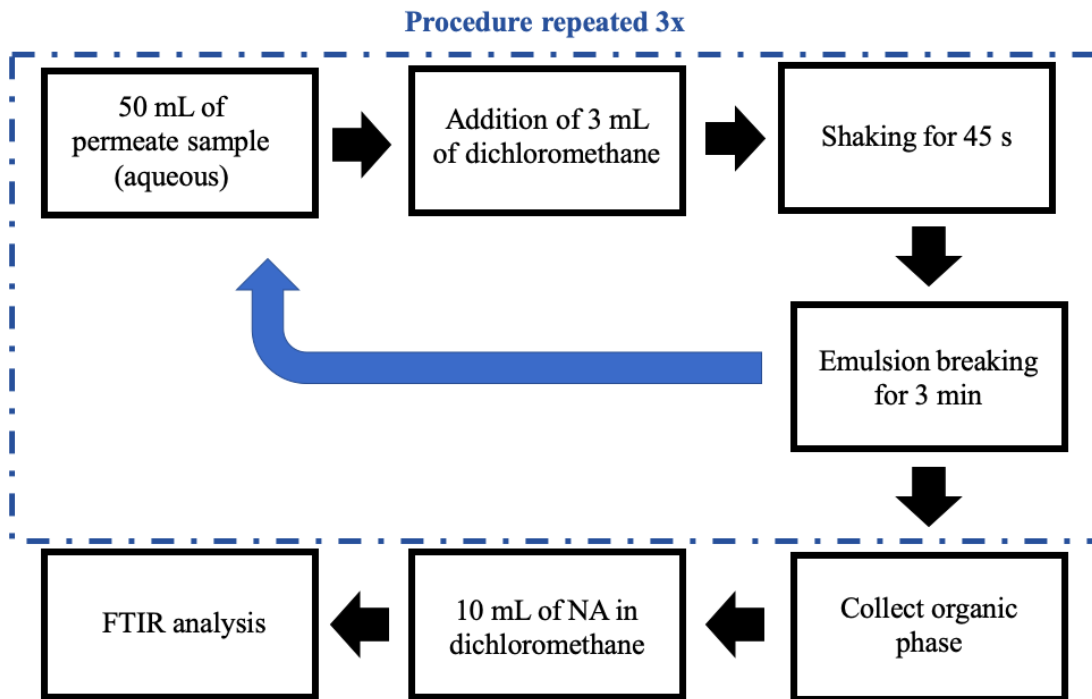 Procedure repeated 3x
50 mL of
permeate sample
(aqueous)
Addition of 3 mL
of dichloromethane
Shaking for 45 s
Emulsion breaking
for 3 min
Collect organic
phase
10 mL of NA in
dichloromethane
FTIR analysis